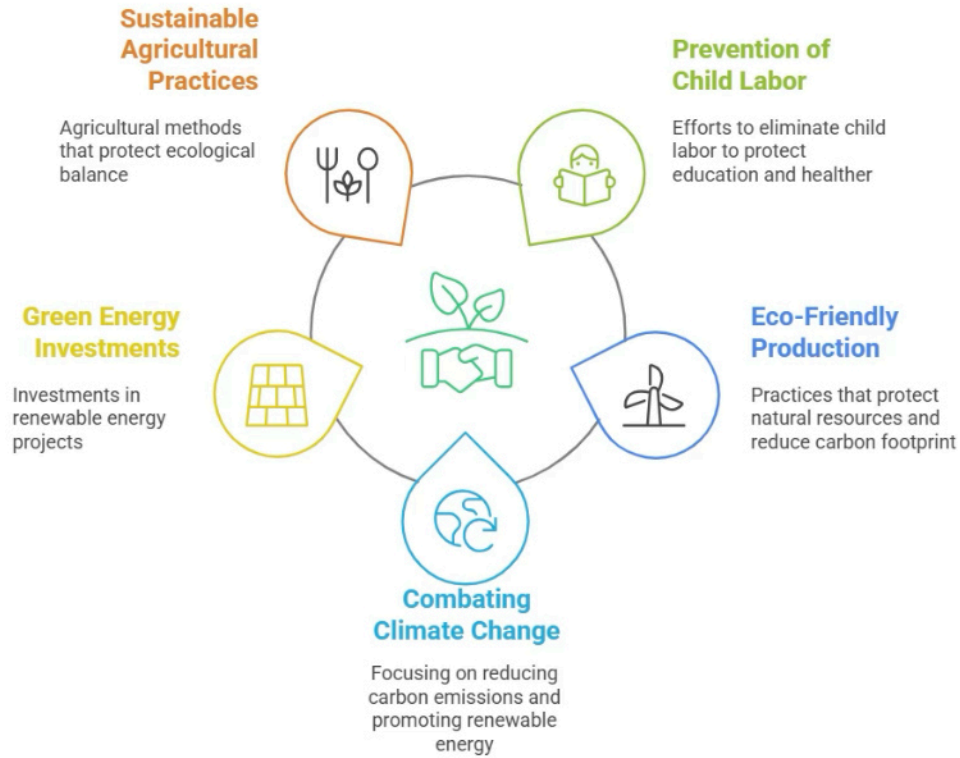 Sustainable
Agricultural
Practices
Agricultural methods
that protect ecological
balance
Prevention of
Child Labor
Efforts to eliminate child
labor to protect
education and healther
Green Energy
Investments
Investments in
renewable energy
projects
Eco-Friendly
Production
Practices that protect
natural resources and
reduce carbon footprint
Combating
Climate Change
Focusing on reducing
carbon emissions and
promoting renewable
energy